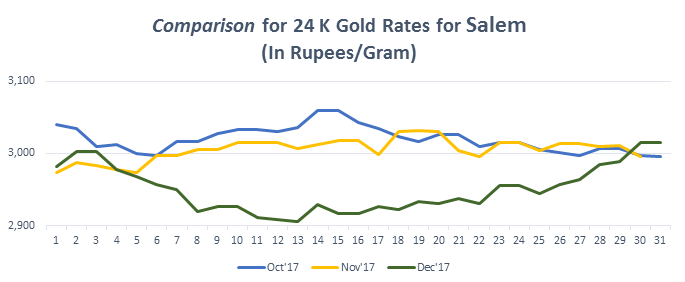 Comparison for 24 K Gold Rates for Salem
(In Rupees/Gram)
3,100
3,000
2,900
1 2 3 4 5 6 7 8 9 10 11 12 13 14 15 16 17 18 19 20 21 22 23 24 25 26 27 28 29 30 31
Oct'17 Nov'17 Dec'17